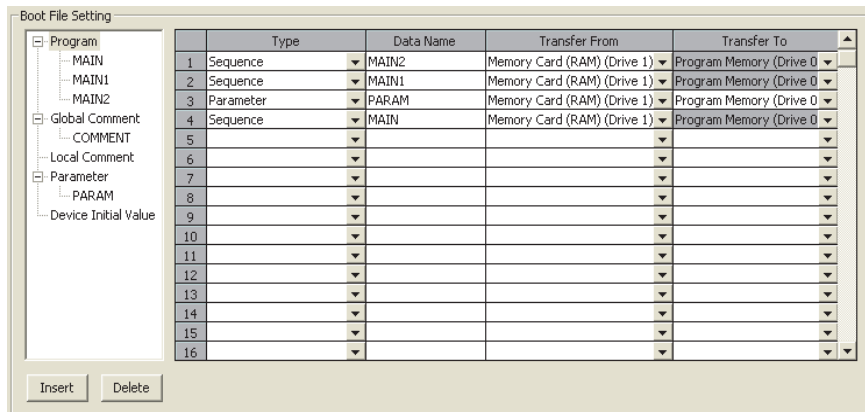 Boot File Setting
Program
MAIN
MAIN1
MAIN2
Global Comment
COMMENT
Local Comment
Parameter
PARAM
Device Initial Value
Type Data Name Transfer From Transfer To
1 Sequence MAIN2 Memory Card (RAM) (Drive 1) Program Memory (Drive 0
2 Sequence MAIN1 Memory Card (RAM) (Drive 1) Program Memory (Drive 0
3 Parameter PARAM Memory Card (RAM) (Drive 1) Program Memory (Drive 0
4 Sequence MAIN Memory Card (RAM) (Drive 1) Program Memory (Drive 0
5
6
7
8
9
10
11
12
13
14
15
16
Insert Delete